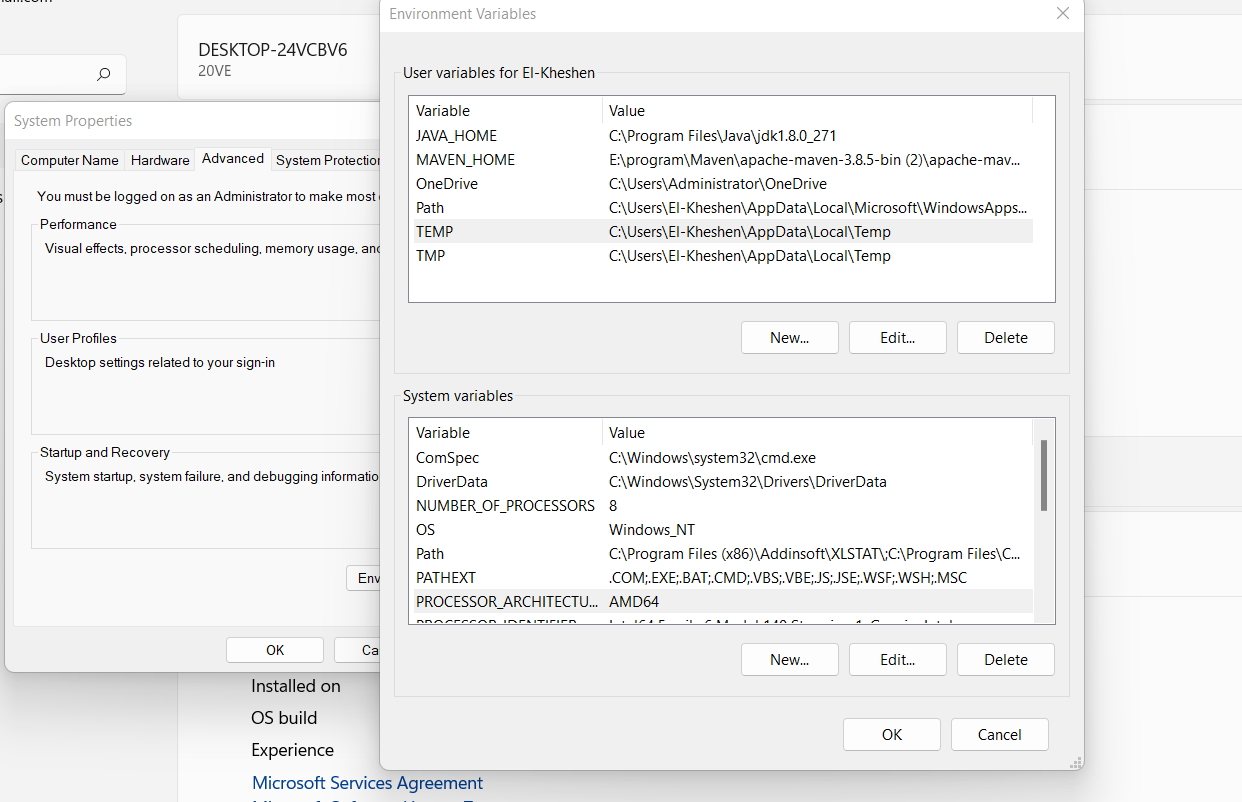 DESKTOP-24VCBV6
20VE
System Properties
Computer Name Hardware Advanced System Protection
You must be logged on as an Administrator to make most
Performance
Visual effects, processor scheduling, memory usage, and
User Profiles
Desktop settings related to your sign-in
Startup and Recovery
System startup, system failure, and debugging informatio
Env
OK Ca
Installed on
OS build
Experience
Microsoft Services Agreement
Environment Variables
User variables for El-Kheshen
Variable Value
JAVA_HOME C:\Program Files\Java\jdk1.8.0_271
MAVEN_HOME E:\program\Maven\apache-maven-3.8.5-bin (2)\apache-mav...
OneDrive C:\Users\Administrator\OneDrive
Path C:\Users\El-Kheshen\AppData\Local\Microsoft\WindowsApps...
TEMP C:\Users\El-Kheshen\AppData\Local\Temp
TMP C:\Users\El-Kheshen\AppData\Local\Temp
New... Edit... Delete
System variables
Variable Value
ComSpec C:\Windows\system32\cmd.exe
DriverData C:\Windows\System32\Drivers\DriverData
NUMBER_OF_PROCESSORS 8
OS Windows_NT
Path C:\Program Files (x86)\Addinsoft\XLSTAT\;C:\Program Files\C...
PATHEXT .COM;.EXE;.BAT;.CMD;.VBS;.VBE;.JS;.JSE;.WSF;.WSH;.MSC
PROCESSOR_ARCHITECTU... AMD64
New... Edit... Delete
OK Cancel